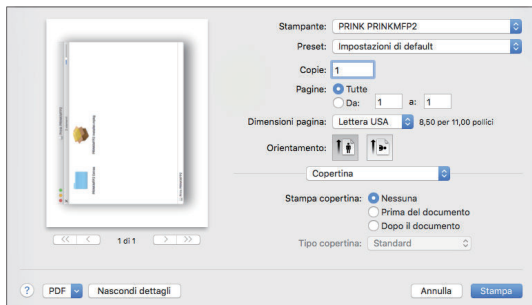 Stampante: PRINK PRINKMFP2
Preset: Impostazioni di default
Copie: 1
Pagine: Tutte
Da: 1 a: 1
Dimensioni pagina: Lettera USA 8,50 per 11,00 pollici
Orientamento:
Copertina
Stampa copertina: Nessuna
Prima del documento
Dopo il documento
Tipo copertina: Standard
1 di 1
? PDF Nascondi dettagli Annulla Stampa